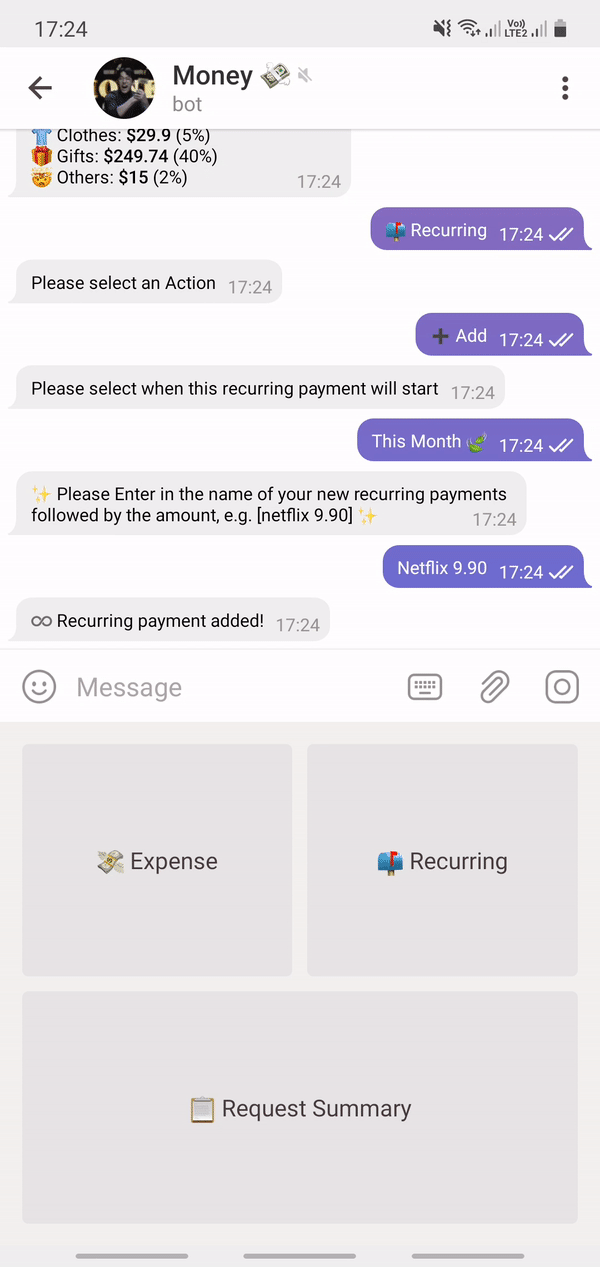 17:24
Vo))
LTE2
Money 💸
bot
👕 Clothes: $29.9 (5%)
🎁 Gifts: $249.74 (40%)
🤯 Others: $15 (2%)
17:24
📫 Recurring 17:24
Please select an Action 17:24
➕ Add 17:24
Please select when this recurring payment will start 17:24
This Month 🌿 17:24
✨ Please Enter in the name of your new recurring payments
followed by the amount, e.g. [netflix 9.90] ✨
17:24
Netflix 9.90 17:24
♾ Recurring payment added! 17:24
Message
💸 Expense
📫 Recurring
📋 Request Summary